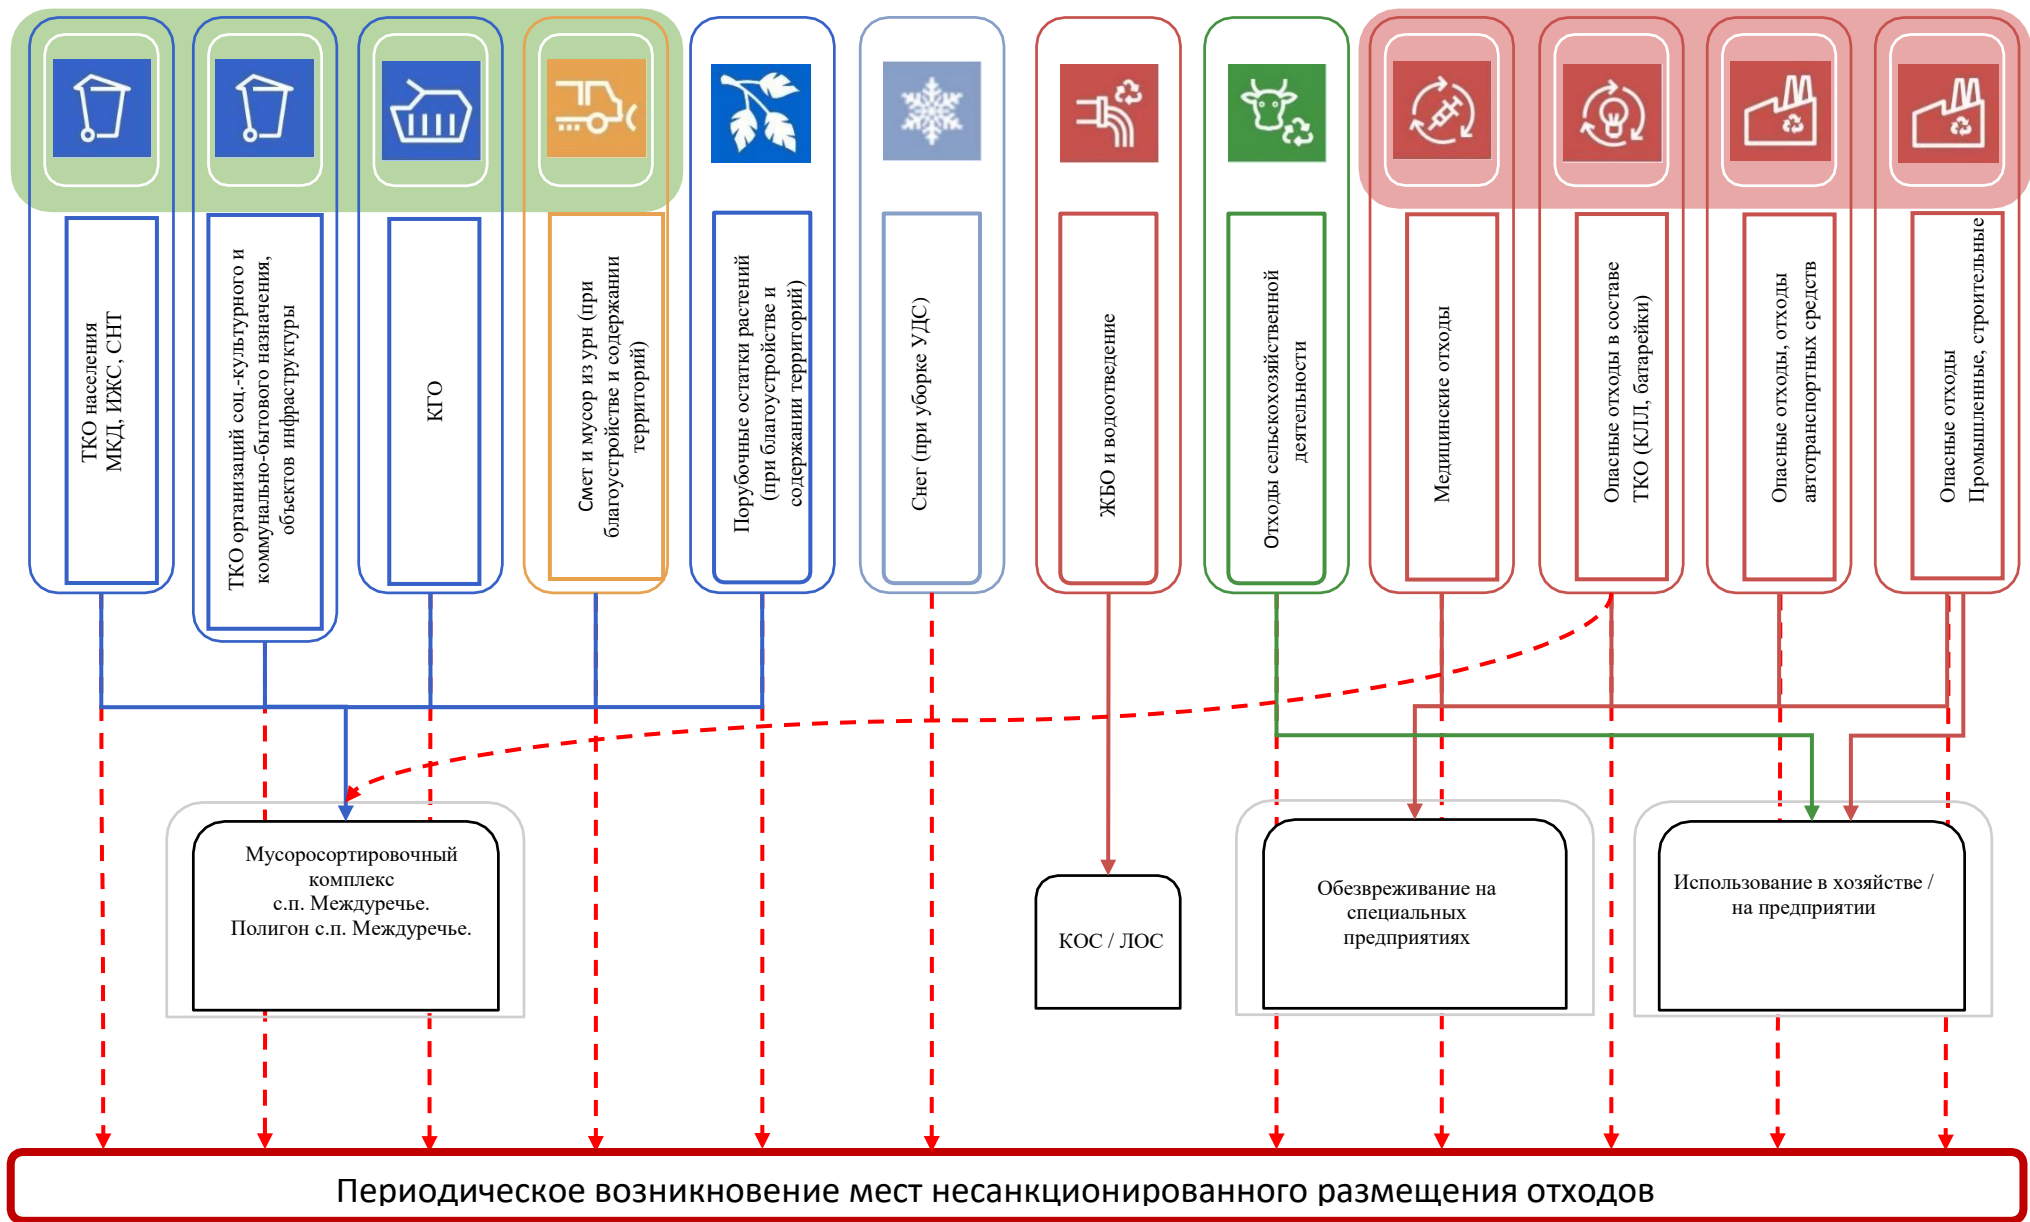 ТКО населения
МКД, ИЖС, СНТ
ТКО организаций соц.-культурного и
коммунально-бытового назначения,
объектов инфраструктуры
КГО
Смет и мусор из урн (при
благоустройстве и содержании
территорий)
Порубочные остатки растений
(при благоустройстве и
содержании территорий)
Снег (при уборке УДС)
ЖБО и водоотведение
Отходы сельскохозяйственной
деятельности
Медицинские отходы
Опасные отходы в составе
ТКО (КЛЛ, батарейки)
Опасные отходы, отходы
автотранспортных средств
Опасные отходы
Промышленные, строительные
Мусоросортировочный
комплекс
с.п. Междуречье.
Полигон с.п. Междуречье.
КОС / ЛОС
Обезвреживание на
специальных
предприятиях
Использование в хозяйстве /
на предприятии
Периодическое возникновение мест несанкционированного размещения отходов